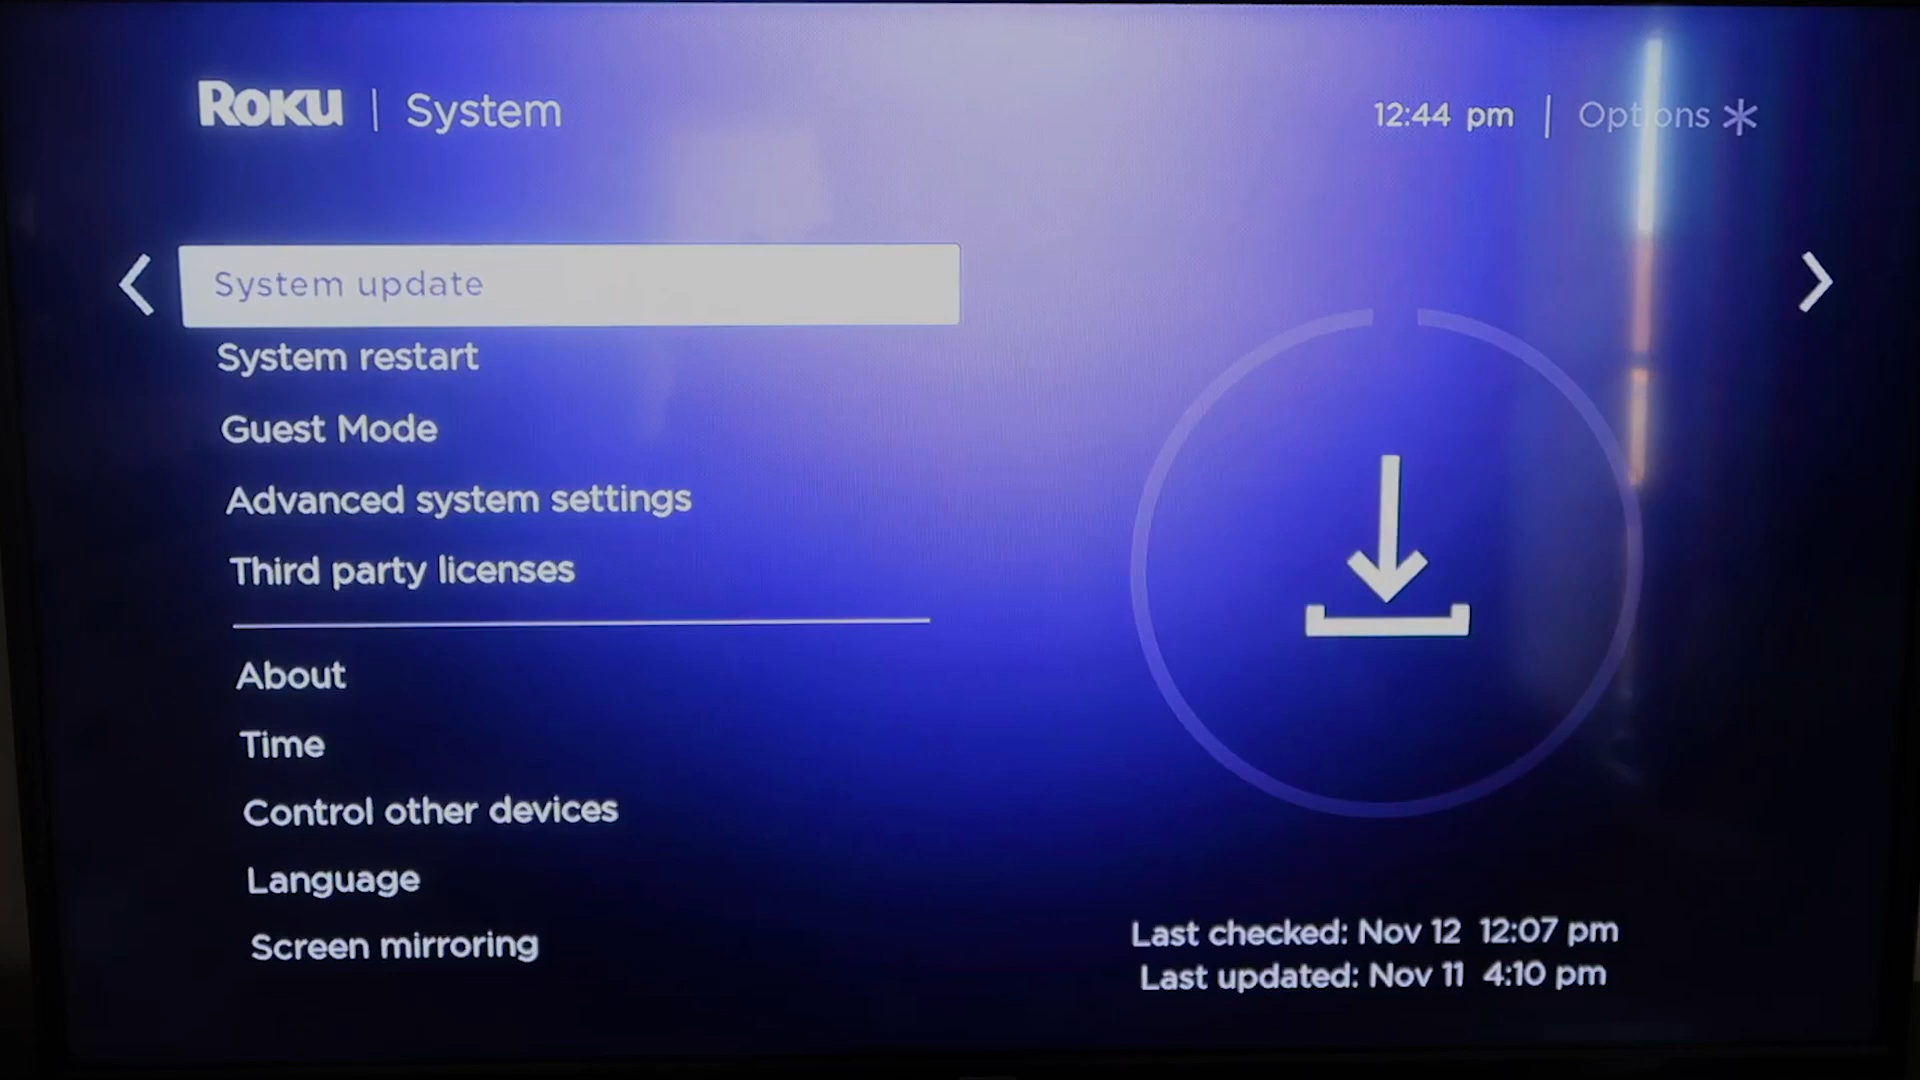 Roku | System
12:44 pm | Options *
System update
System restart
Guest Mode
Advanced system settings
Third party licenses
About
Time
Control other devices
Language
Screen mirroring
Last checked: Nov 12 12:07 pm
Last updated: Nov 11 4:10 pm